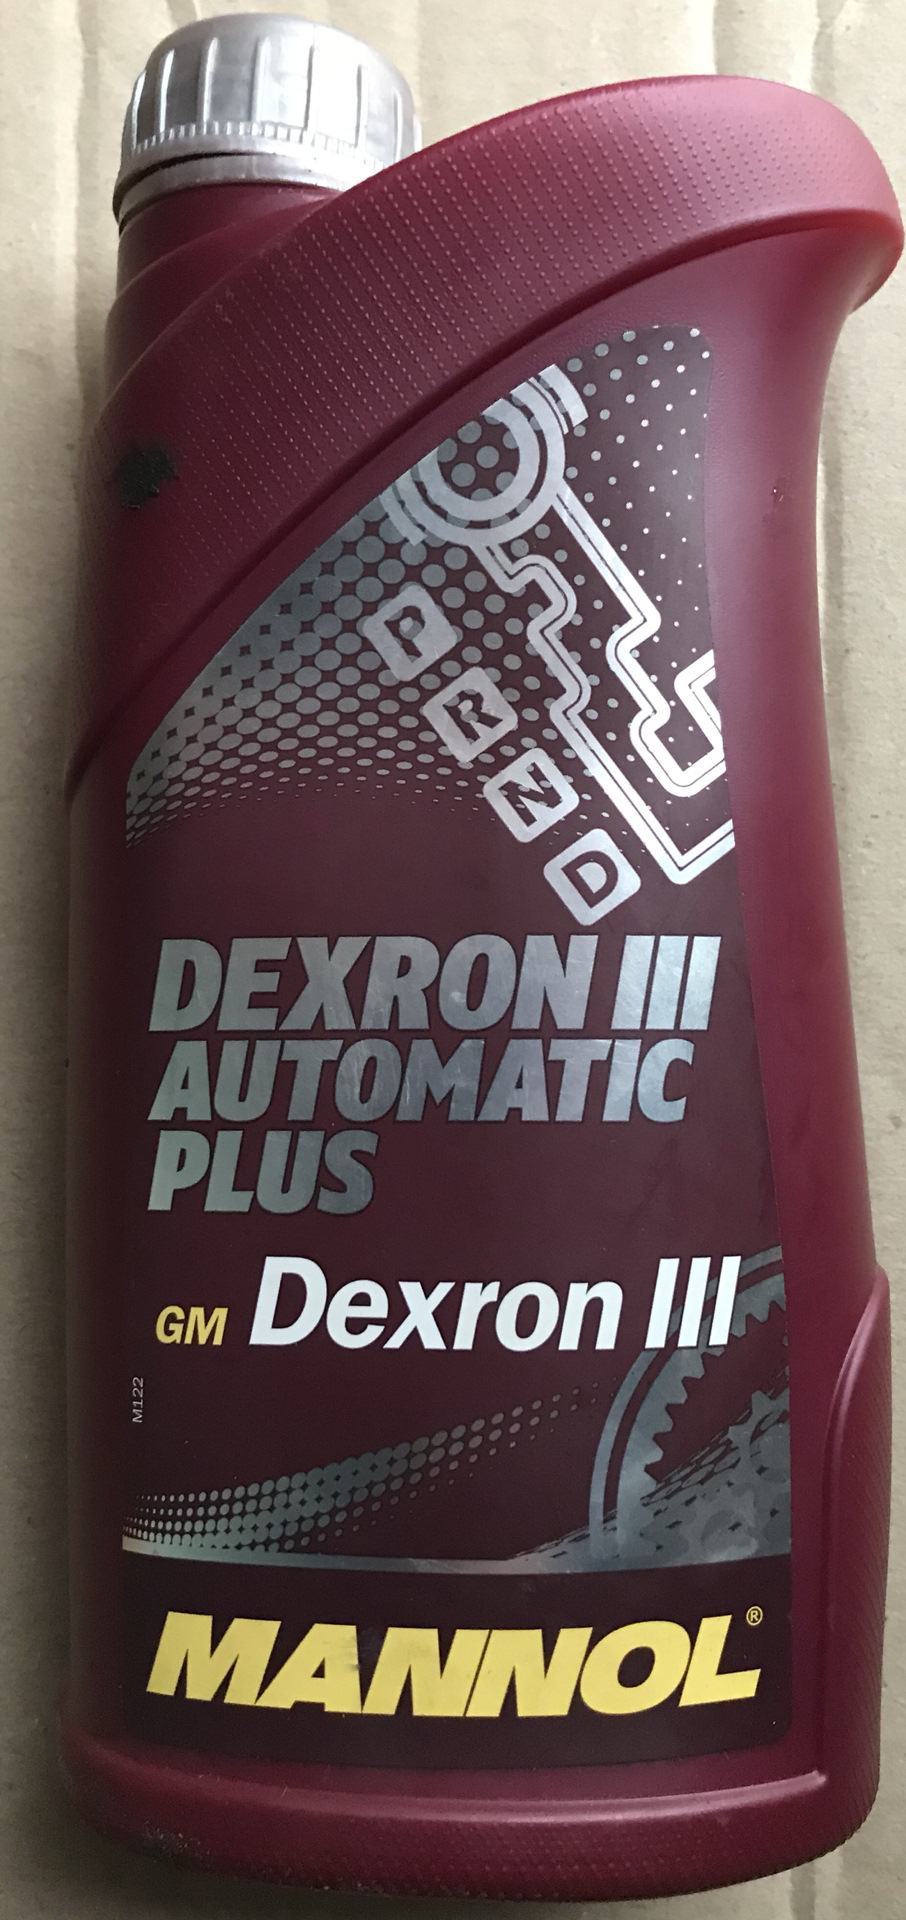 P
R
N
D
DEXRON III
AUTOMATIC
PLUS
GM Dexron III
M122
MANNOL®